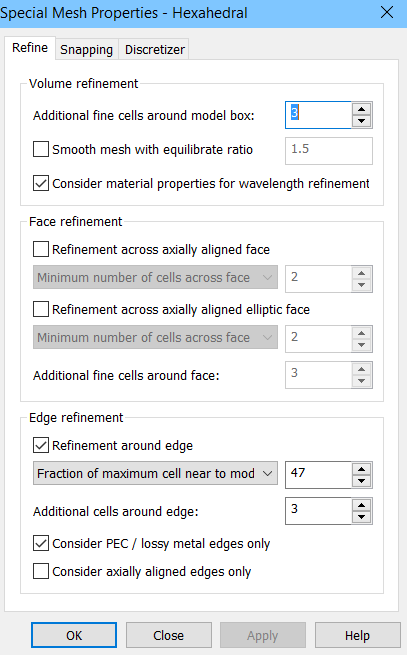 Special Mesh Properties - Hexahedral
Refine Snapping Discretizer
Volume refinement
Additional fine cells around model box: 3
Smooth mesh with equilibrate ratio 1.5
Consider material properties for wavelength refinement
Face refinement
Refinement across axially aligned face
Minimum number of cells across face 2
Refinement across axially aligned elliptic face
Minimum number of cells across face 2
Additional fine cells around face: 3
Edge refinement
Refinement around edge
Fraction of maximum cell near to mod 47
Additional cells around edge: 3
Consider PEC / lossy metal edges only
Consider axially aligned edges only
OK Close Apply Help